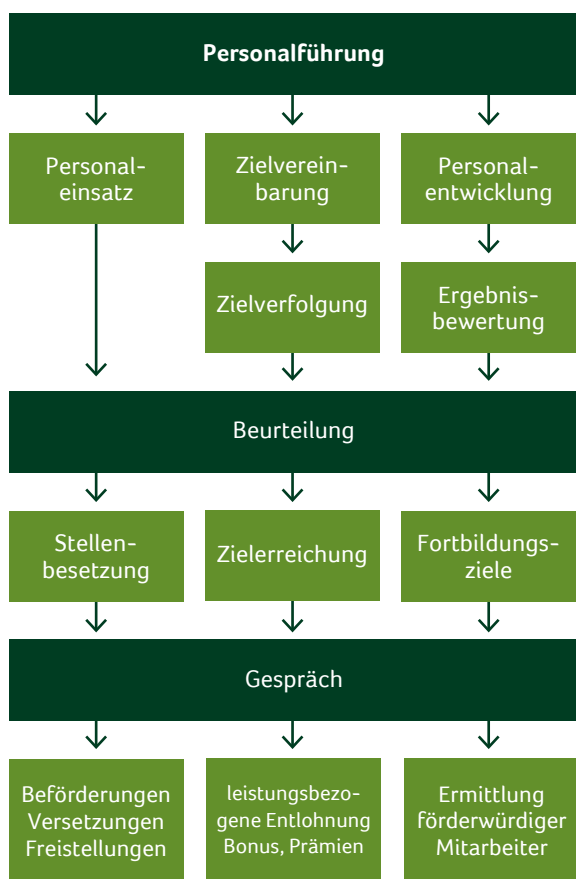 Personalführung
Personal-
einsatz
Zielverein-
barung
Personal-
entwicklung
Zielverfolgung
Ergebnis-
bewertung
Beurteilung
Stellen-
besetzung
Zielerreichung
Fortbildungs-
ziele
Gespräch
Beförderungen
Versetzungen
Freistellungen
leistungsbezo-
gene Entlohnung
Bonus, Prämien
Ermittlung
förderwürdiger
Mitarbeiter